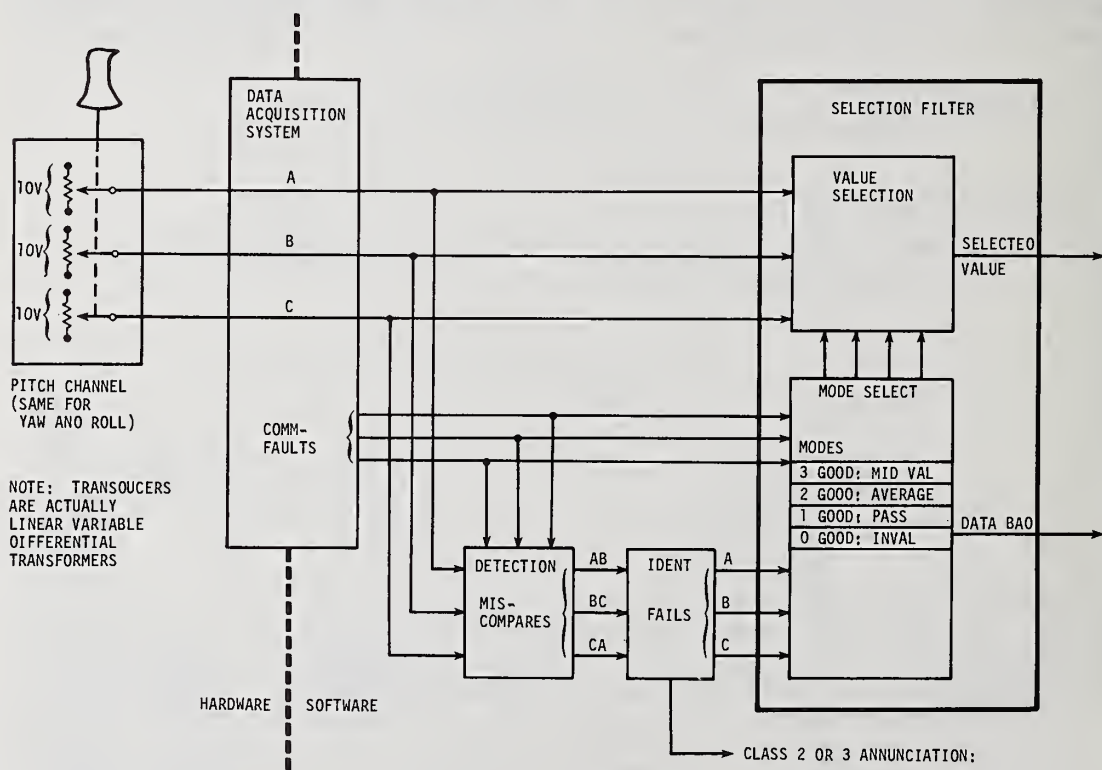 DATA
ACQUISITION
SYSTEM
SELECTION FILTER
10V
10V
10V
A
B
C
VALUE
SELECTION
SELECTEO
VALUE
PITCH CHANNEL
(SAME FOR
YAW ANO ROLL)
NOTE: TRANSOUCERS
ARE ACTUALLY
LINEAR VARIABLE
OIFFERENTIAL
TRANSFORMERS
COMM-
FAULTS
MODE SELECT
MODES
3 GOOD: MID VAL
2 GOOO: AVERAGE
1 GOOD: PASS
0 GOOD: INVAL
DATA BAO
DETECTION
MIS-
COMPARES
AB
BC
CA
IDENT
FAILS
A
B
C
HARDWARE
SOFTWARE
CLASS 2 OR 3 ANNUNCIATION: